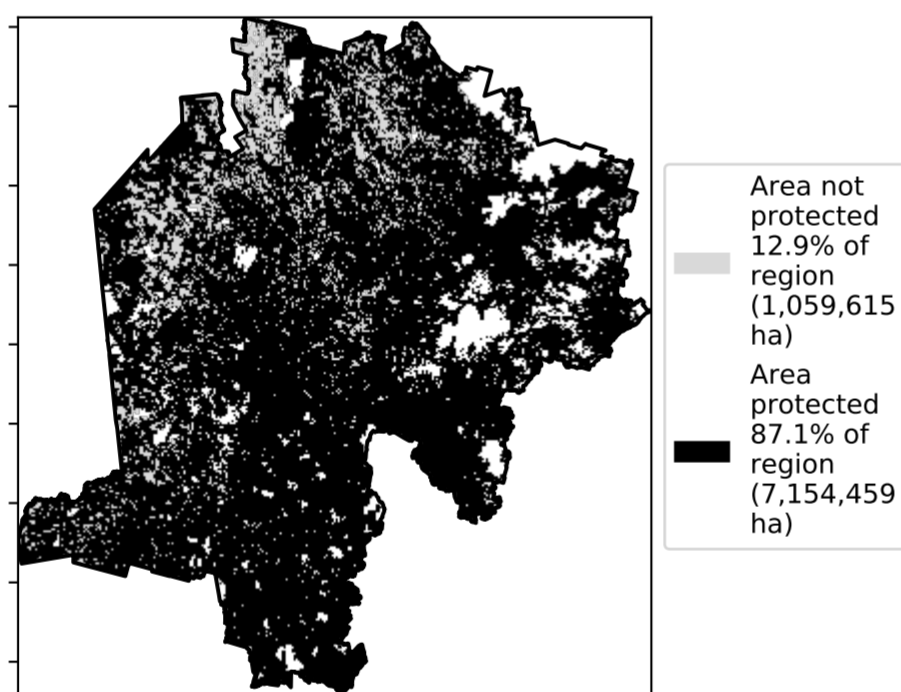 Area not
protected
12.9% of
region
(1,059,615
ha)
Area
protected
87.1% of
region
(7,154,459
ha)